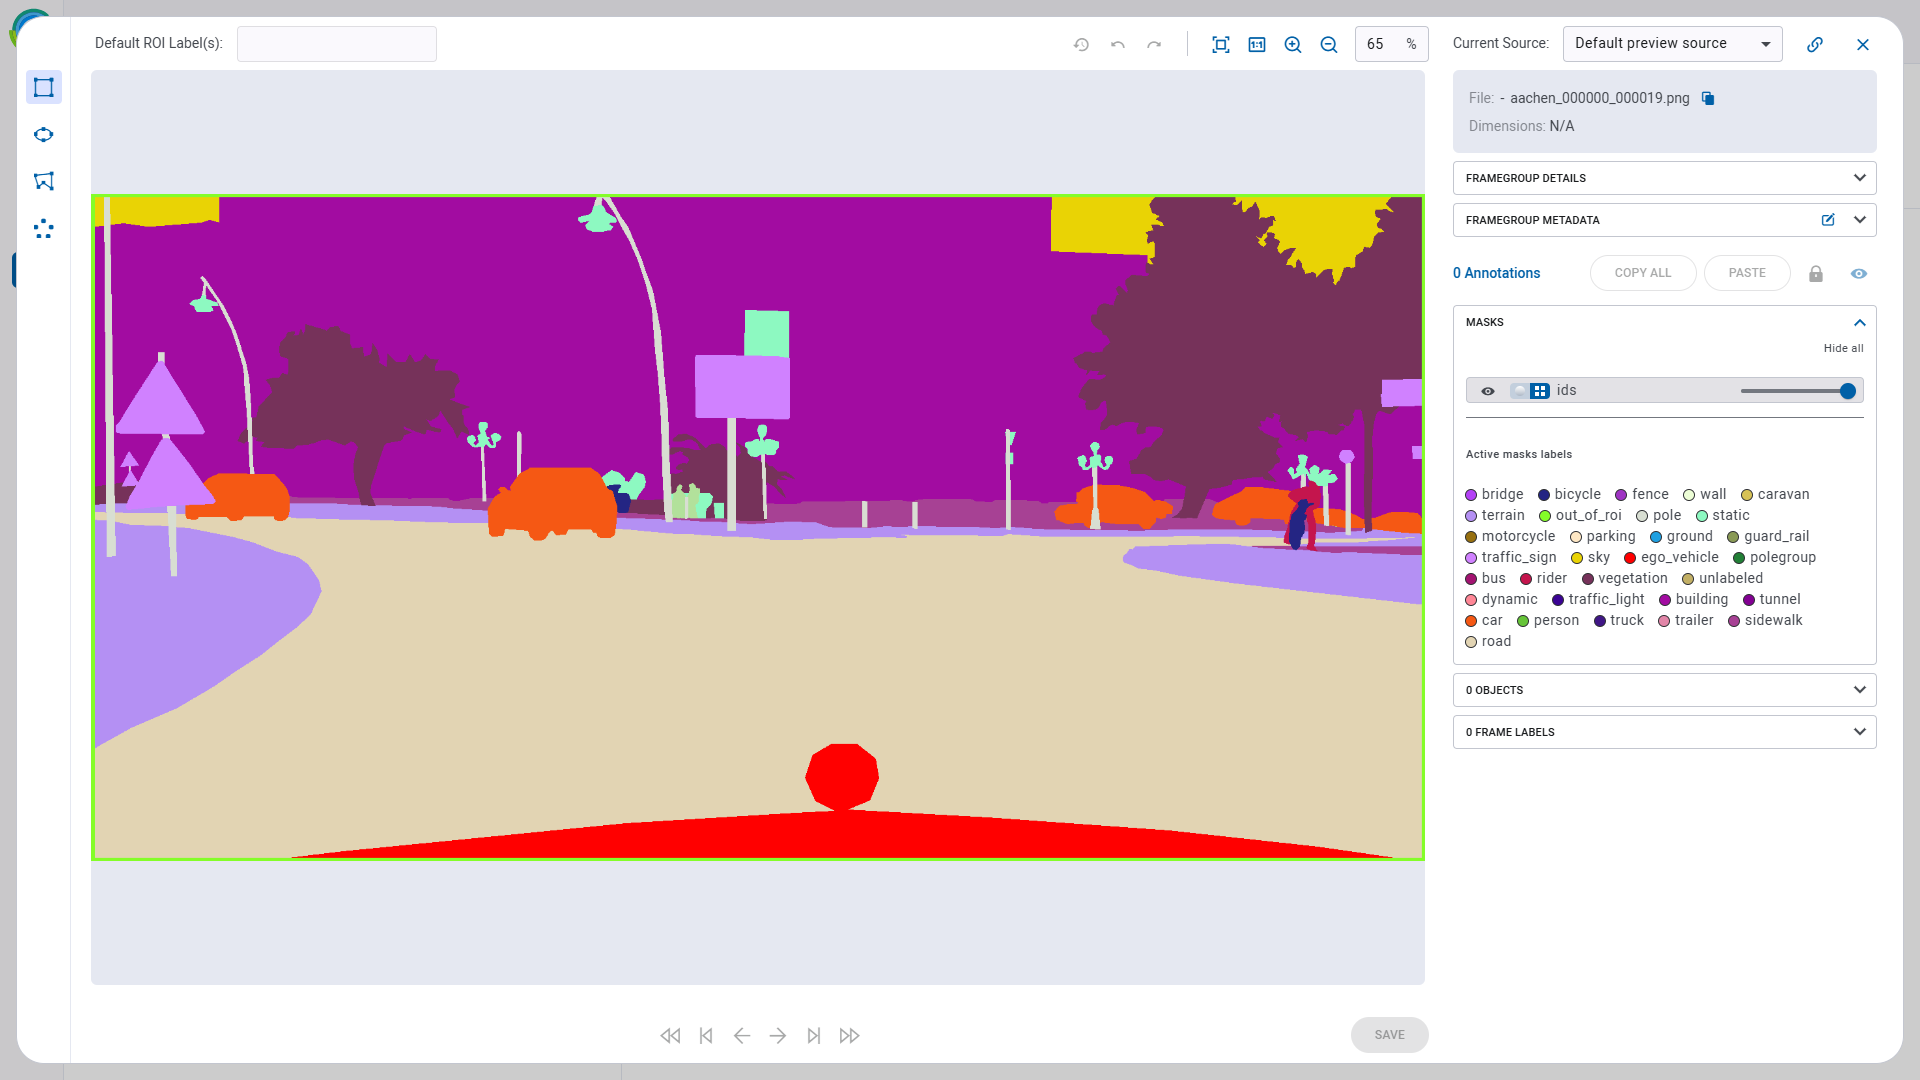 Default ROI Label(s):
65 %
Current Source: Default preview source
File: - aachen_000000_000019.png
Dimensions: N/A
FRAMEGROUP DETAILS
FRAMEGROUP METADATA
0 Annotations COPY ALL PASTE
MASKS
Hide all
ids
Active masks labels
bridge bicycle fence wall caravan
terrain out_of_roi pole static
motorcycle parking ground guard_rail
traffic_sign sky ego_vehicle polegroup
bus rider vegetation unlabeled
dynamic traffic_light building tunnel
car person truck trailer sidewalk
road
0 OBJECTS
0 FRAME LABELS
SAVE